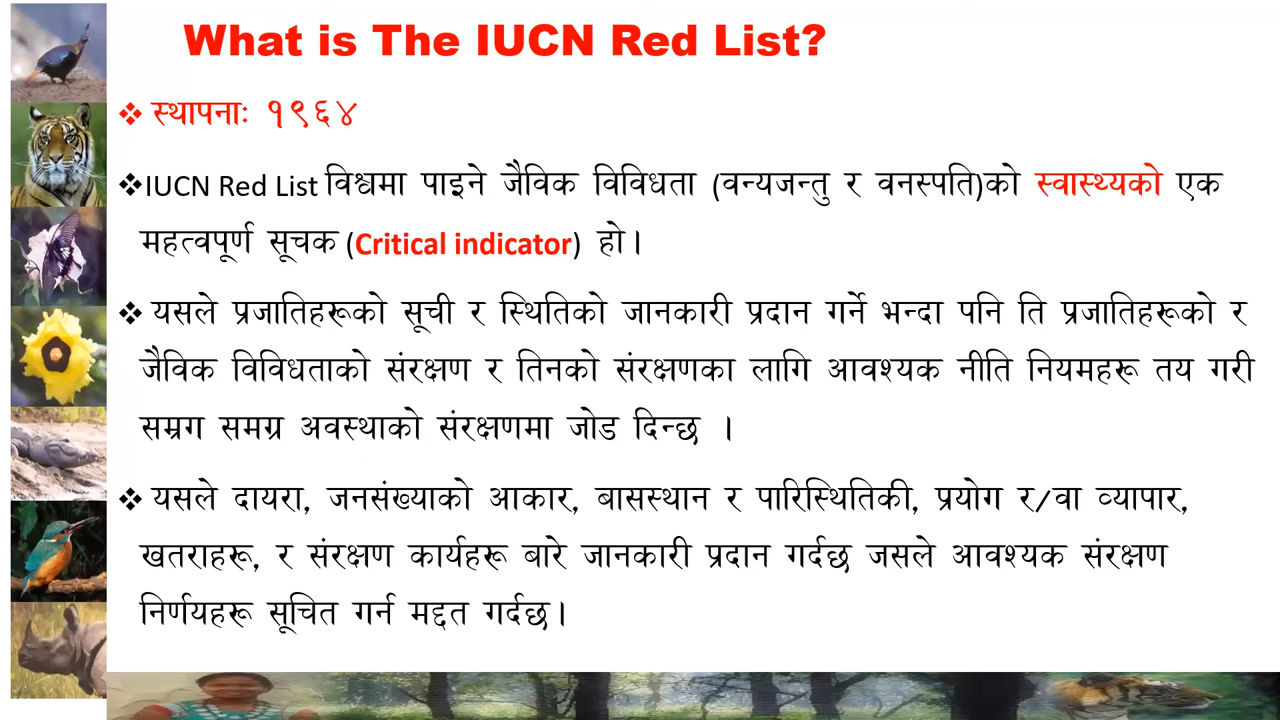 What is The IUCN Red List?
❖ स्थापनाः १९६४
❖IUCN Red List विश्वमा पाइने जैविक विविधता (वन्यजन्तु र वनस्पति)को स्वास्थ्यको एक
महत्वपूर्ण सूचक (Critical indicator) हो।
❖ यसले प्रजातिहरूको सूची र स्थितिको जानकारी प्रदान गर्ने भन्दा पनि ति प्रजातिहरूको र
जैविक विविधताको संरक्षण र तिनको संरक्षणका लागि आवश्यक नीति नियमहरू तय गरी
सम्रग समग्र अवस्थाको संरक्षणमा जोड दिन्छ ।
❖ यसले दायरा, जनसंख्याको आकार, बासस्थान र पारिस्थितिकी, प्रयोग र/वा व्यापार,
खतराहरू, र संरक्षण कार्यहरू बारे जानकारी प्रदान गर्दछ जसले आवश्यक संरक्षण
निर्णयहरू सूचित गर्न मद्दत गर्दछ।